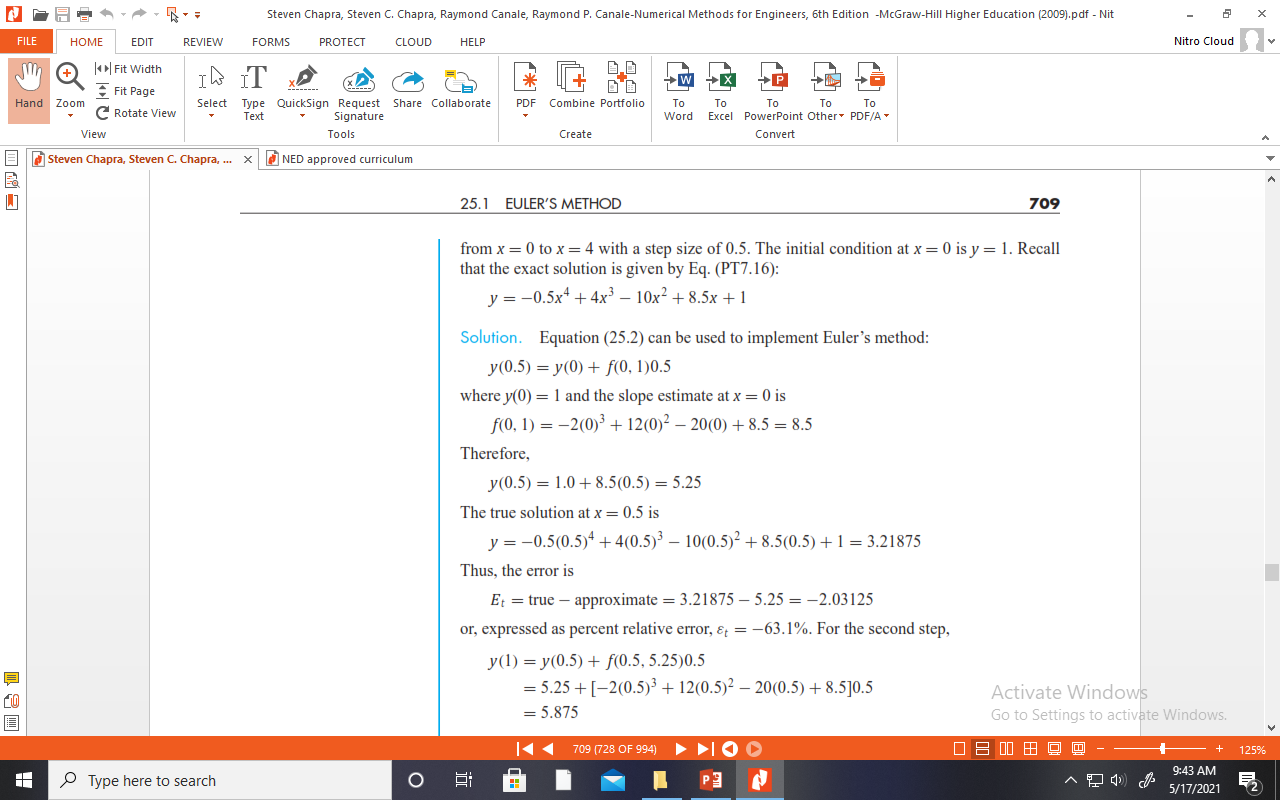 Steven Chapra, Steven C. Chapra, Raymond Canale, Raymond P. Canale-Numerical Methods for Engineers, 6th Edition -McGraw-Hill Higher Education (2009).pdf - Nit
FILE HOME EDIT REVIEW FORMS PROTECT CLOUD HELP Nitro Cloud
Hand Zoom Fit Width Fit Page Rotate View
Select Type Text QuickSign Request Signature Share Collaborate
PDF Combine Portfolio
To Word To Excel To PowerPoint To Other To PDF/A
View Tools Create Convert
Steven Chapra, Steven C. Chapra, ... NED approved curriculum
25.1 EULER'S METHOD 709
from x = 0 to x = 4 with a step size of 0.5. The initial condition at x = 0 is y = 1. Recall
that the exact solution is given by Eq. (PT7.16):
y = −0.5x⁴ + 4x³ − 10x² + 8.5x + 1
Solution. Equation (25.2) can be used to implement Euler's method:
y(0.5) = y(0) + f(0, 1)0.5
where y(0) = 1 and the slope estimate at x = 0 is
f(0, 1) = −2(0)³ + 12(0)² − 20(0) + 8.5 = 8.5
Therefore,
y(0.5) = 1.0 + 8.5(0.5) = 5.25
The true solution at x = 0.5 is
y = −0.5(0.5)⁴ + 4(0.5)³ − 10(0.5)² + 8.5(0.5) + 1 = 3.21875
Thus, the error is
Eₜ = true − approximate = 3.21875 − 5.25 = −2.03125
or, expressed as percent relative error, εₜ = −63.1%. For the second step,
y(1) = y(0.5) + f(0.5, 5.25)0.5
= 5.25 + [−2(0.5)³ + 12(0.5)² − 20(0.5) + 8.5]0.5
= 5.875
Activate Windows
Go to Settings to activate Windows.
709 (728 OF 994) 125%
Type here to search
9:43 AM
5/17/2021
2